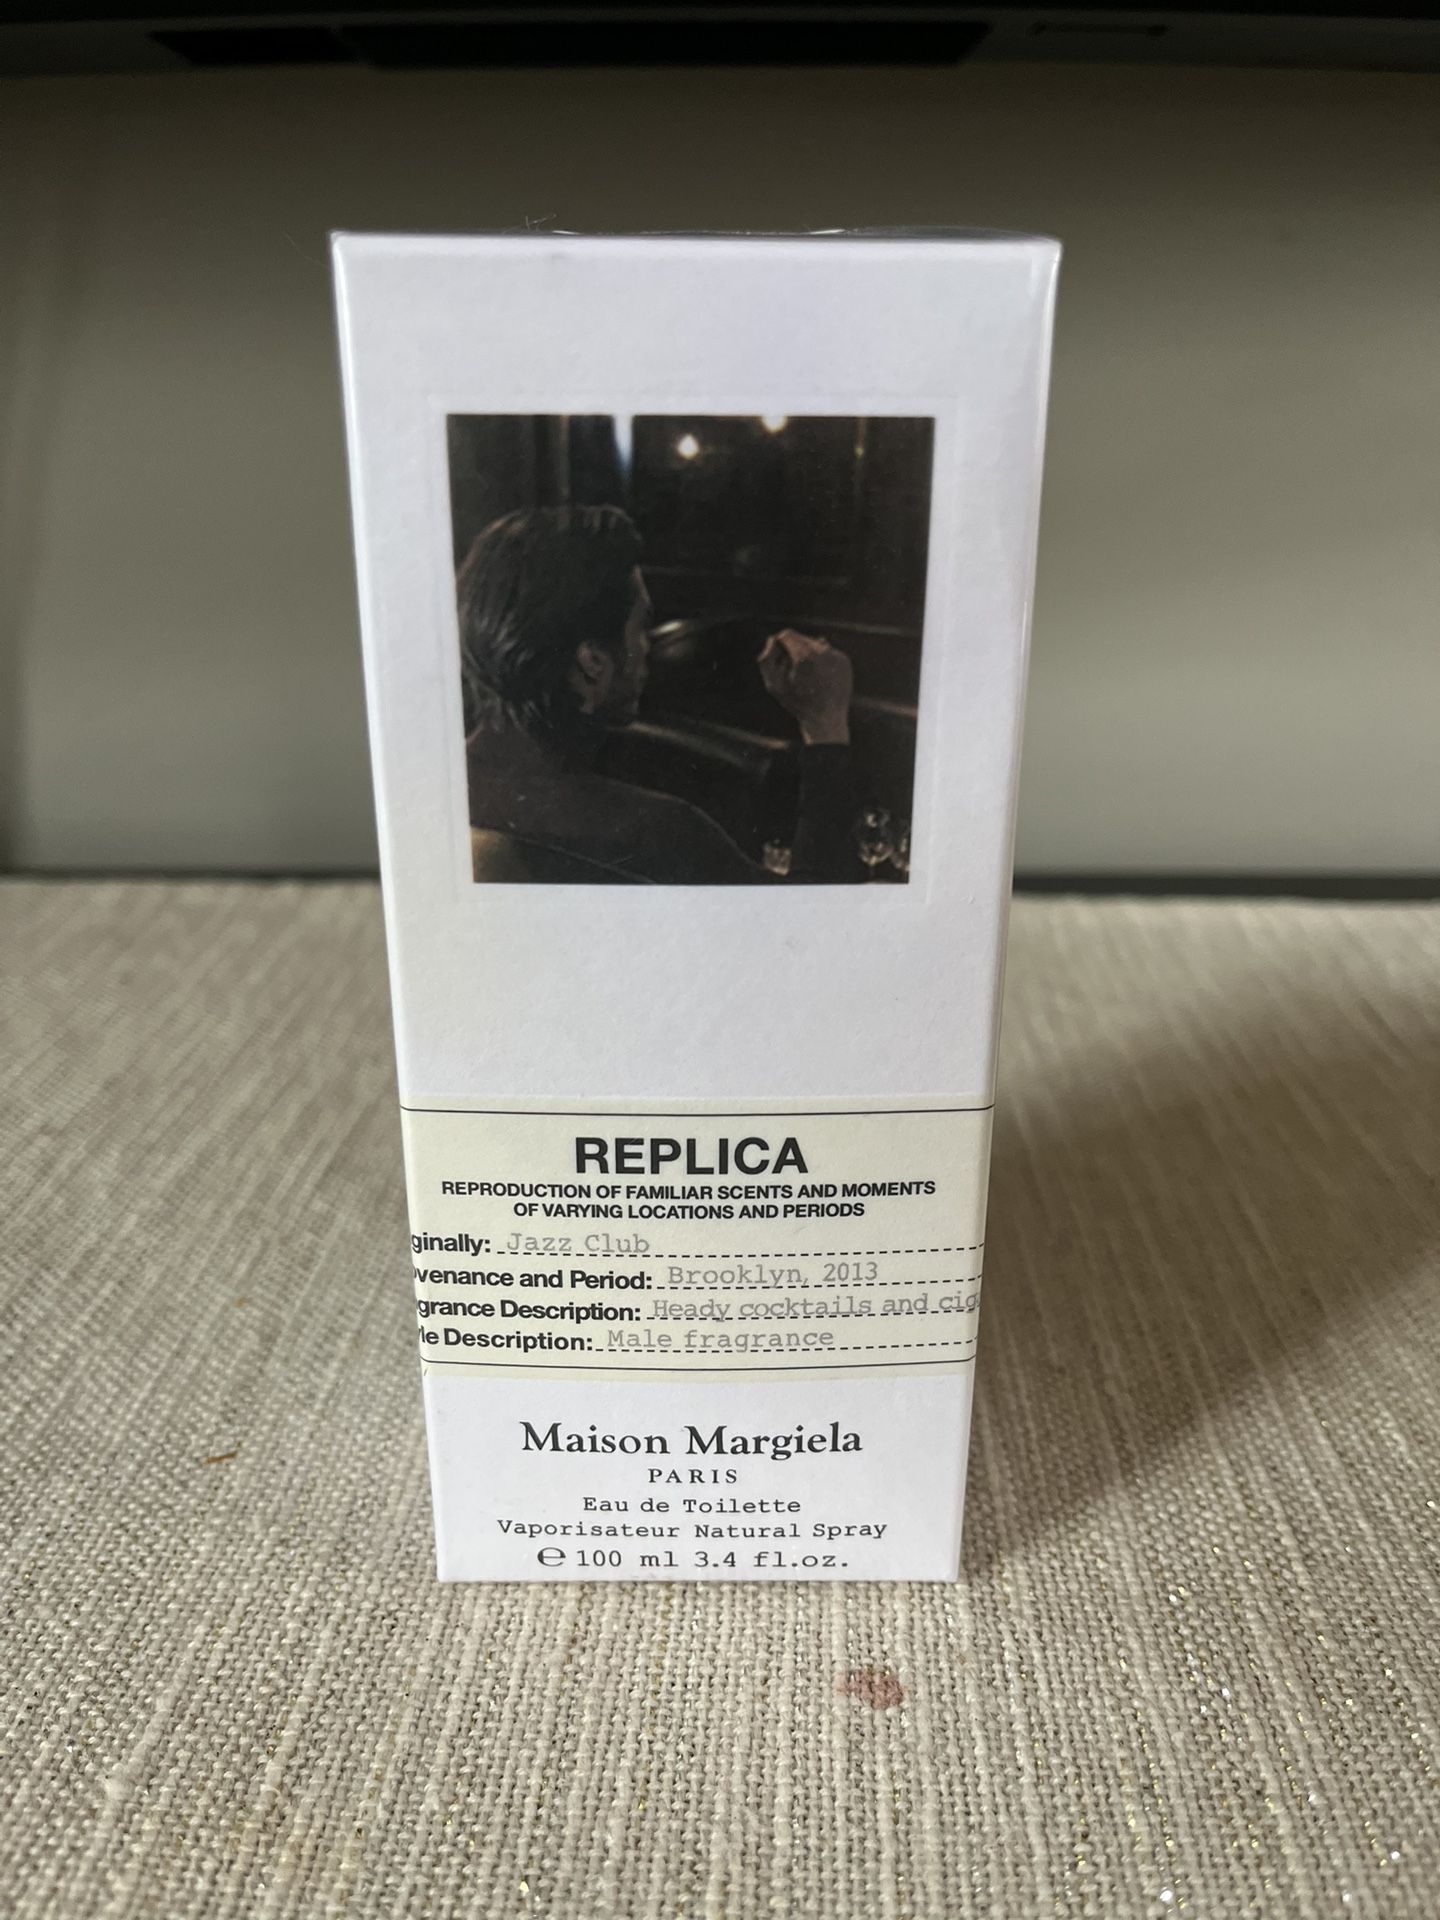 REPLICA
REPRODUCTION OF FAMILIAR SCENTS AND MOMENTS
OF VARYING LOCATIONS AND PERIODS
ginally: Jazz Club
venance and Period: Brooklyn, 2013
grance Description: Heady cocktails and cig
le Description: Male fragrance
Maison Margiela
PARIS
Eau de Toilette
Vaporisateur Natural Spray
℮ 100 ml 3.4 fl.oz.